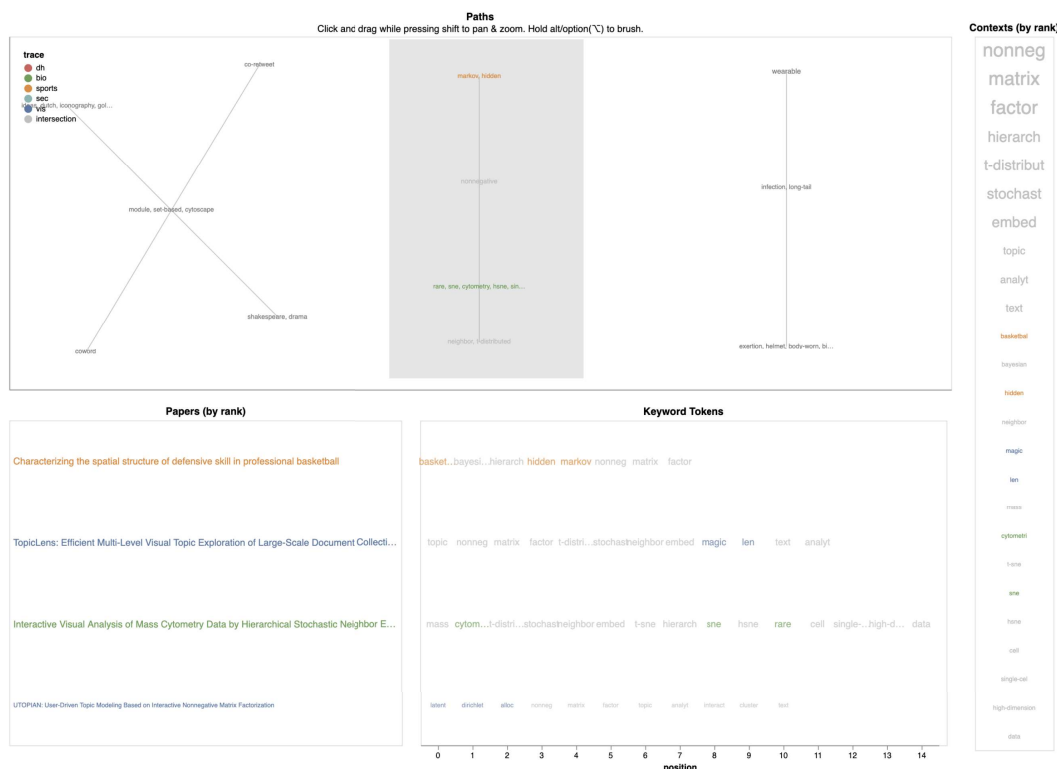 Paths
Click and drag while pressing shift to pan & zoom. Hold alt/option(⌥) to brush.
trace
dh
bio
sports
sec
vis
intersection
dutch, iconography, gol…
co-retweet
module, set-based, cytoscape
shakespeare, drama
coword
markov, hidden
nonnegative
rare, sne, cytometry, hsne, sin…
neighbor, t-distributed
wearable
infection, long-tail
exertion, helmet, body-worn, bi…
Contexts (by rank)
nonneg
matrix
factor
hierarch
t-distribut
stochast
embed
topic
analyt
text
basketbal
bayesian
hidden
neighbor
magic
len
mass
cytometri
t-sne
sne
hsne
cell
single-cel
high-dimension
data
Papers (by rank)
Characterizing the spatial structure of defensive skill in professional basketball
TopicLens: Efficient Multi-Level Visual Topic Exploration of Large-Scale Document Collecti…
Interactive Visual Analysis of Mass Cytometry Data by Hierarchical Stochastic Neighbor E…
UTOPIAN: User-Driven Topic Modeling Based on Interactive Nonnegative Matrix Factorization
Keyword Tokens
basket… bayesi… hierarch hidden markov nonneg matrix factor
topic nonneg matrix factor t-distri… stochast neighbor embed magic len text analyt
mass cytom… t-distri… stochast neighbor embed t-sne hierarch sne hsne rare cell single-… high-d… data
latent dirichlet alloc nonneg matrix factor topic analyt interact cluster text
0 1 2 3 4 5 6 7 8 9 10 11 12 13 14
position